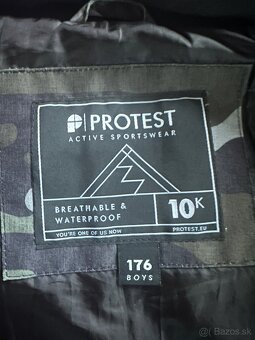 PROTEST
ACTIVE SPORTSWEAR
BREATHABLE &
WATERPROOF
10K
YOU'RE ONE OF US NOW
PROTEST.EU
176
BOYS
Bazos.sk